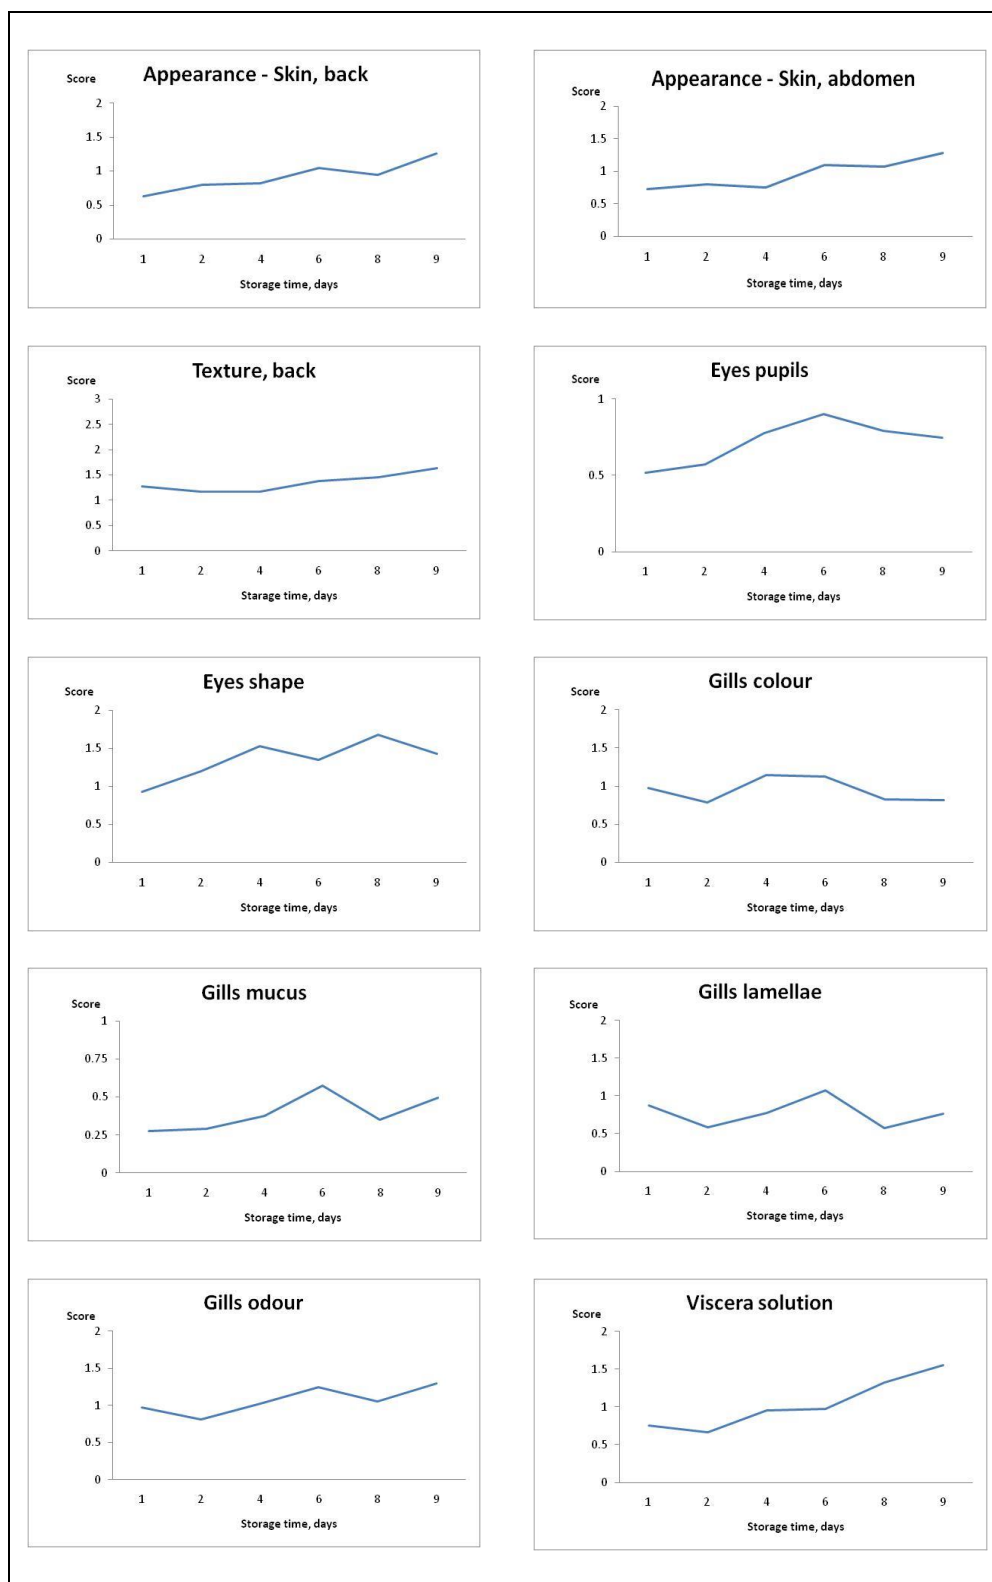 Appearance - Skin, back
Score
2
1.5
1
0.5
0
1 2 4 6 8 9
Storage time, days
Appearance - Skin, abdomen
Score
2
1.5
1
0.5
0
1 2 4 6 8 9
Storage time, days
Texture, back
Score
3
2.5
2
1.5
1
0.5
0
1 2 4 6 8 9
Starage time, days
Eyes pupils
Score
1
0.5
0
1 2 4 6 8 9
Storage time, days
Eyes shape
Score
2
1.5
1
0.5
0
1 2 4 6 8 9
Storage time, days
Gills colour
Score
2
1.5
1
0.5
0
1 2 4 6 8 9
Storage time, days
Gills mucus
Score
1
0.75
0.5
0.25
0
1 2 4 6 8 9
Storage time, days
Gills lamellae
Score
2
1.5
1
0.5
0
1 2 4 6 8 9
Storage time, days
Gills odour
Score
2
1.5
1
0.5
0
1 2 4 6 8 9
Storage time, days
Viscera solution
Score
2
1.5
1
0.5
0
1 2 4 6 8 9
Storage time, days